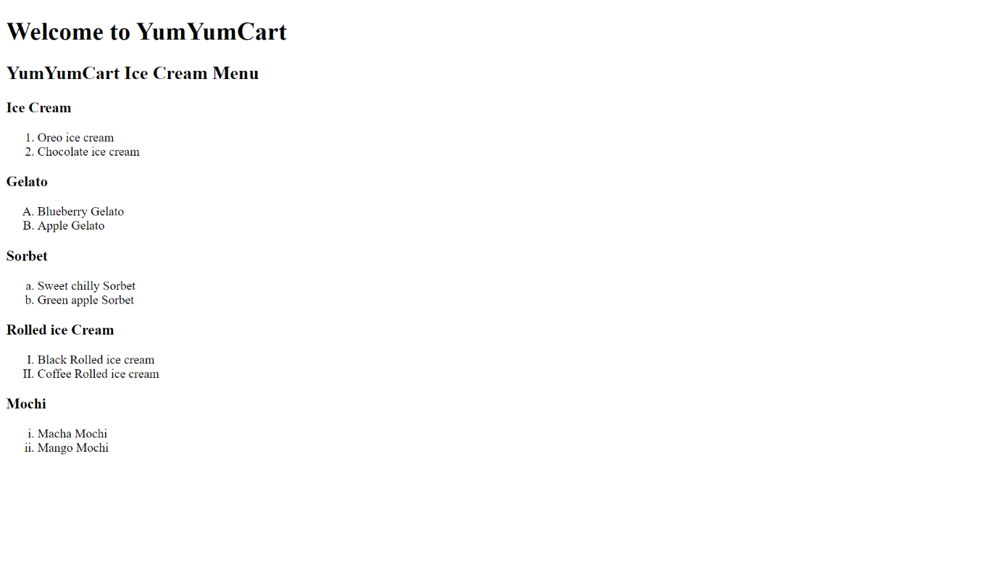 Welcome to YumYumCart
YumYumCart Ice Cream Menu
Ice Cream
1. Oreo ice cream
2. Chocolate ice cream
Gelato
A. Blueberry Gelato
B. Apple Gelato
Sorbet
a. Sweet chilly Sorbet
b. Green apple Sorbet
Rolled ice Cream
I. Black Rolled ice cream
II. Coffee Rolled ice cream
Mochi
i. Macha Mochi
ii. Mango Mochi